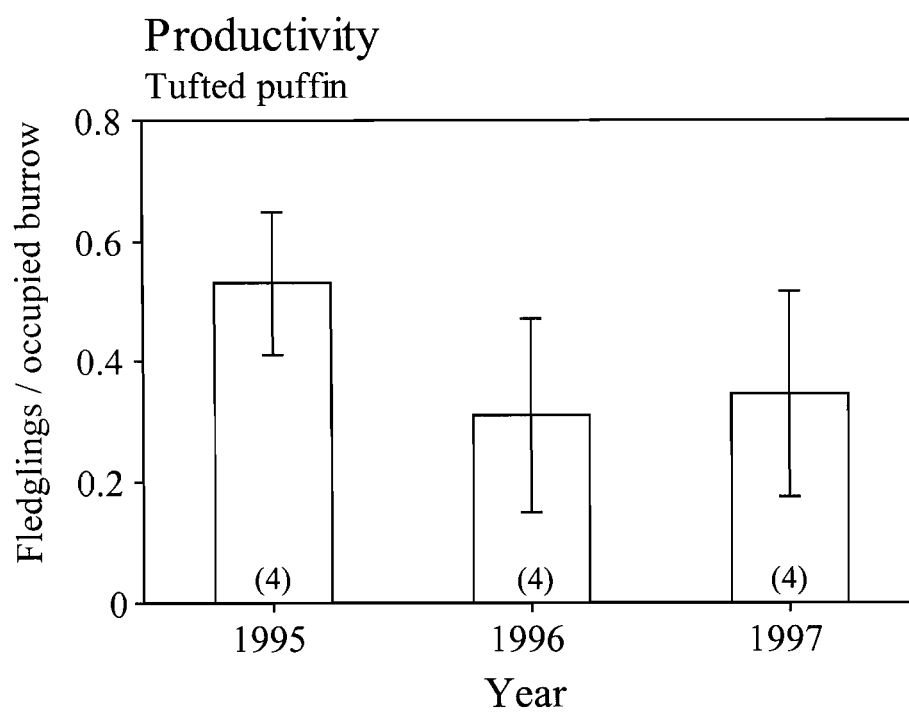 Productivity
Tufted puffin
Fledglings / occupied burrow
0.8
0.6
0.4
0.2
0
(4)
(4)
(4)
1995
1996
1997
Year